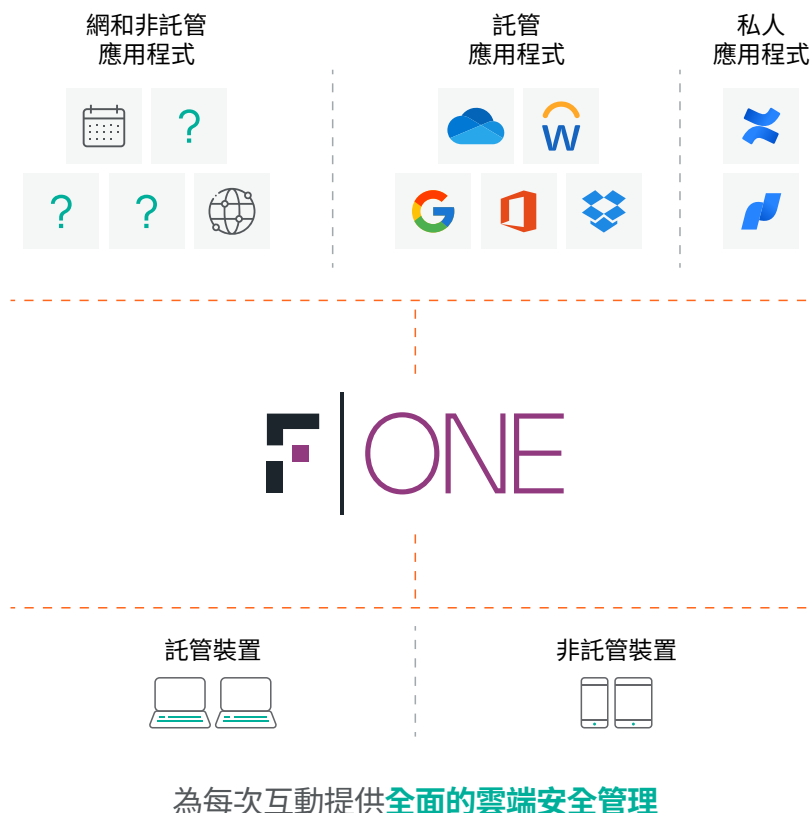 網和非託管
應用程式
託管
應用程式
私人
應用程式
?
W
? ?
G
F ONE
託管裝置
非託管裝置
為每次互動提供全面的雲端安全管理